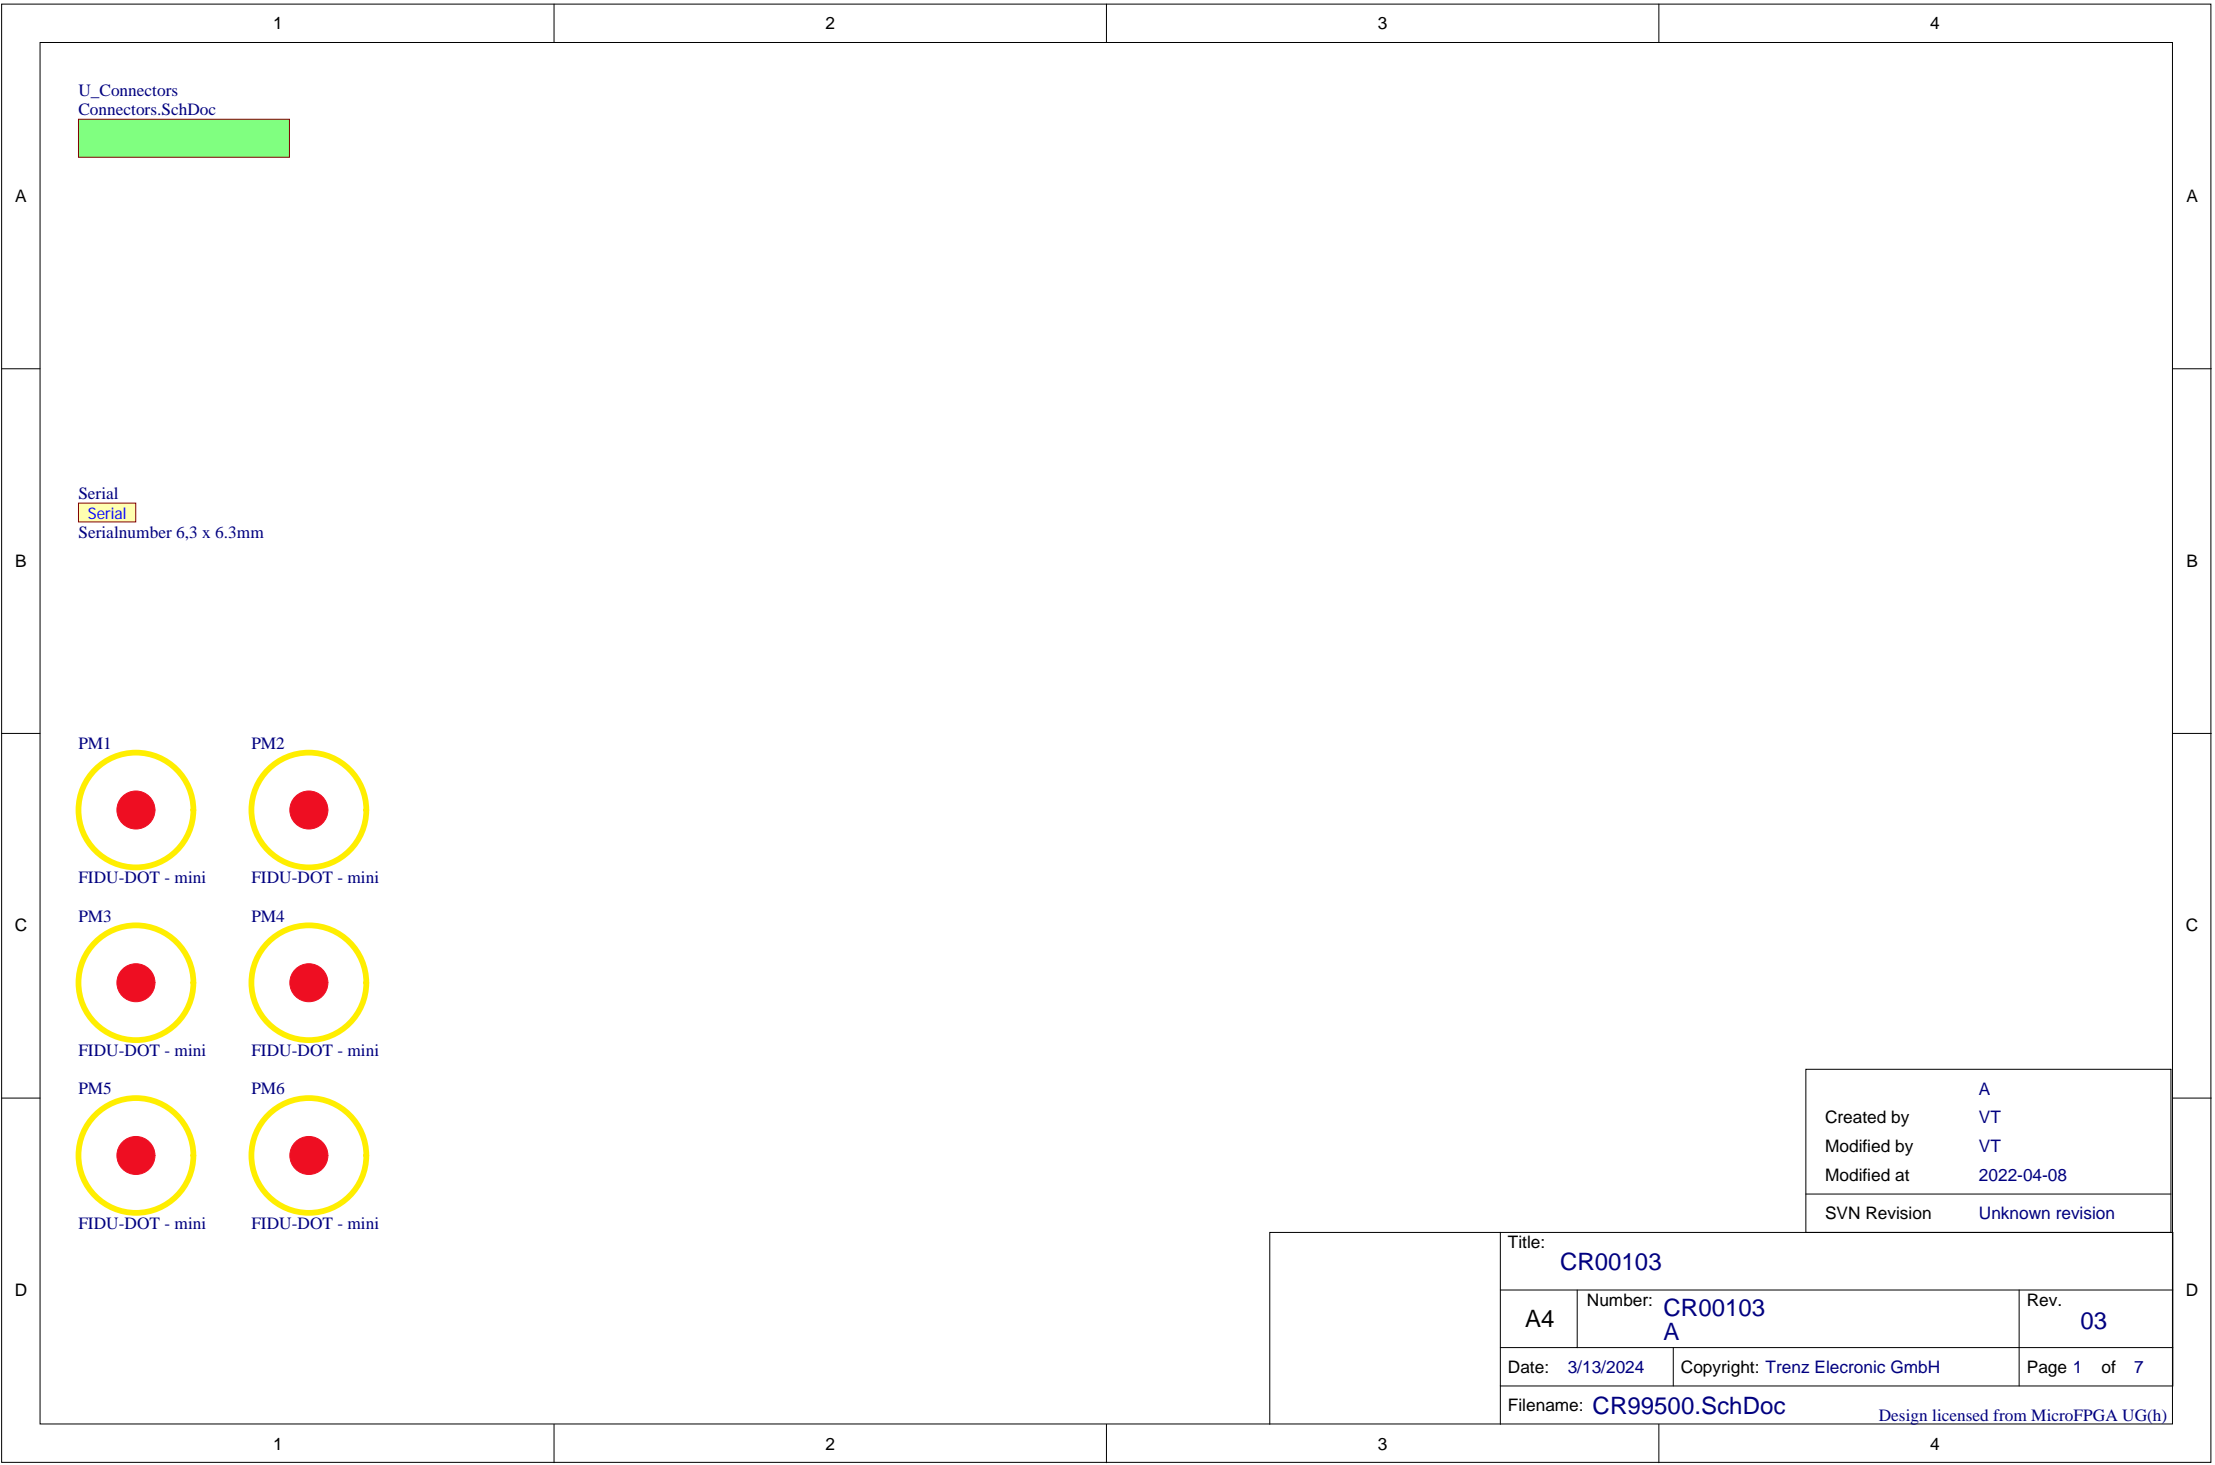 1 2 3 4
U_Connectors
Connectors.SchDoc
A A
Serial
Serial
Serialnumber 6,3 x 6.3mm
B B
PM1 PM2
FIDU-DOT - mini FIDU-DOT - mini
PM3 PM4
C C
FIDU-DOT - mini FIDU-DOT - mini
PM5 PM6
FIDU-DOT - mini FIDU-DOT - mini
A
Created by VT
Modified by VT
Modified at 2022-04-08
SVN Revision Unknown revision
Title:
CR00103
D D
A4 Number: CR00103 Rev.
A 03
Date: 3/13/2024 Copyright: Trenz Elecronic GmbH Page 1 of 7
Filename: CR99500.SchDoc
Design licensed from MicroFPGA UG(h)
1 2 3 4